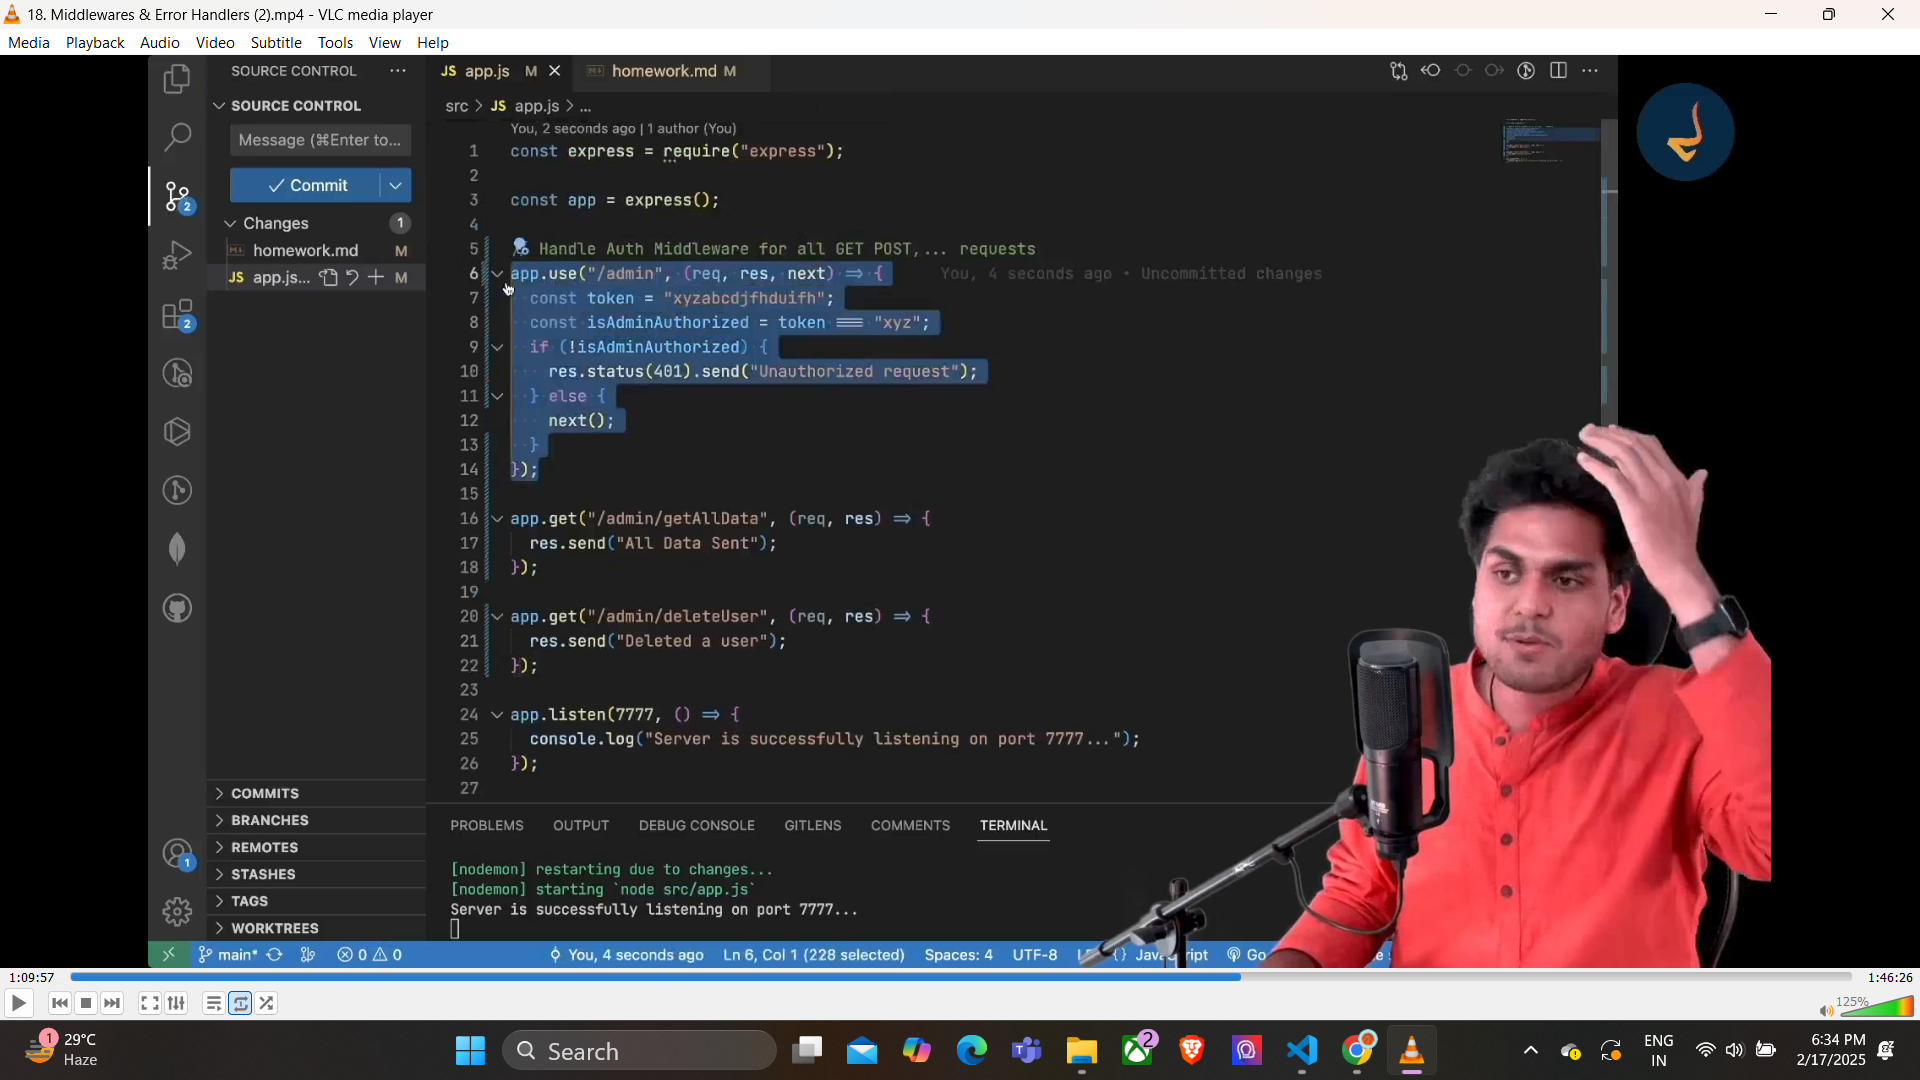 18. Middlewares & Error Handlers (2).mp4 - VLC media player
Media Playback Audio Video Subtitle Tools View Help
SOURCE CONTROL ...
JS app.js M
homework.md M
SOURCE CONTROL
src > JS app.js > ...
Message (⌘Enter to...
You, 2 seconds ago | 1 author (You)
1 const express = require("express");
2
Commit
3 const app = express();
4
Changes 1
homework.md M
JS app.js... M
5 Handle Auth Middleware for all GET POST,... requests
6 app.use("/admin", (req, res, next) => { You, 4 seconds ago • Uncommitted changes
7 const token = "xyzabcdjfhduifh";
8 const isAdminAuthorized = token === "xyz";
9 if (!isAdminAuthorized) {
10 res.status(401).send("Unauthorized request");
11 } else {
12 next();
13 }
14 });
15
16 app.get("/admin/getAllData", (req, res) => {
17 res.send("All Data Sent");
18 });
19
20 app.get("/admin/deleteUser", (req, res) => {
21 res.send("Deleted a user");
22 });
23
24 app.listen(7777, () => {
25 console.log("Server is successfully listening on port 7777...");
26 });
27
2
2
1
COMMITS
BRANCHES
REMOTES
STASHES
TAGS
WORKTREES
PROBLEMS OUTPUT DEBUG CONSOLE GITLENS COMMENTS TERMINAL
[nodemon] restarting due to changes...
[nodemon] starting `node src/app.js`
Server is successfully listening on port 7777...
main* 0 0 You, 4 seconds ago Ln 6, Col 1 (228 selected) Spaces: 4 UTF-8 {} Go
1:09:57 1:46:26
125%
1
29°C
Haze
Search
2
ENG
IN
6:34 PM
2/17/2025